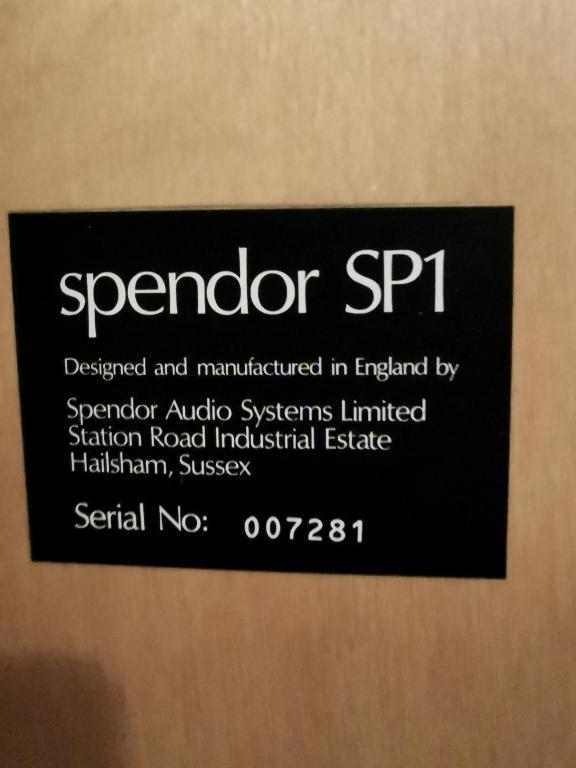 spendor SP1
Designed and manufactured in England by
Spendor Audio Systems Limited
Station Road Industrial Estate
Hailsham, Sussex
Serial No: 007281